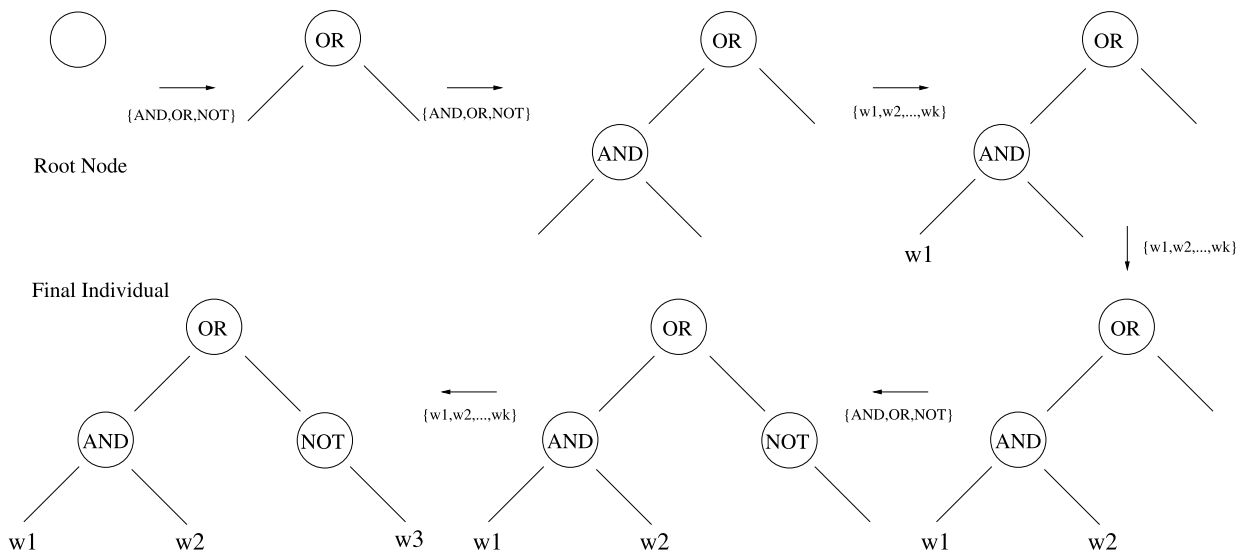 OR
OR
OR
{AND,OR,NOT}
{AND,OR,NOT}
{w1,w2,...,wk}
Root Node
AND
AND
w1
{w1,w2,...,wk}
Final Individual
OR
OR
OR
{w1,w2,...,wk}
{AND,OR,NOT}
AND
NOT
AND
NOT
AND
w1
w2
w3
w1
w2
w1
w2